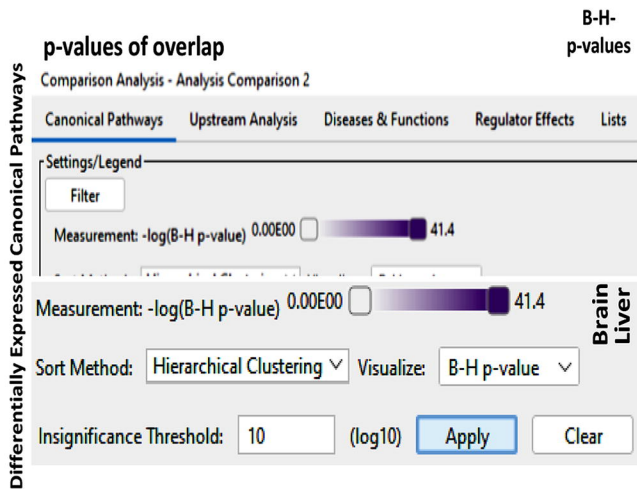 B-H-
p-values
p-values of overlap
Comparison Analysis - Analysis Comparison 2
Canonical Pathways Upstream Analysis Diseases & Functions Regulator Effects Lists
Settings/Legend
Filter
Measurement: -log(B-H p-value) 0.00E00 41.4
Measurement: -log(B-H p-value) 0.00E00 41.4
Sort Method: Hierarchical Clustering Visualize: B-H p-value
Insignificance Threshold: 10 (log10) Apply Clear
Differentially Expressed Canonical Pathways
Brain
Liver